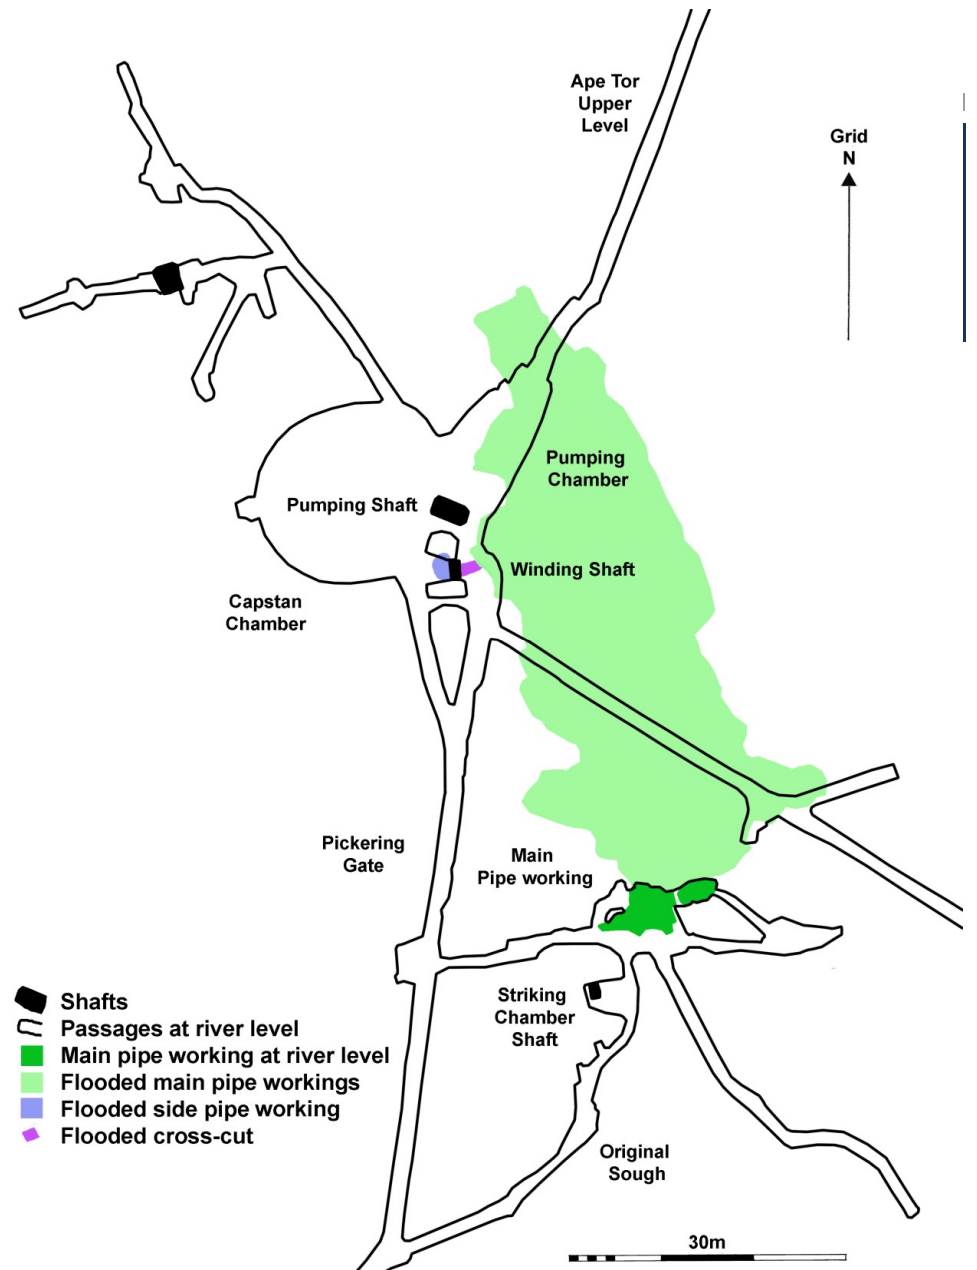 Ape Tor
Upper
Level
Grid
N
Pumping
Chamber
Pumping Shaft
Winding Shaft
Capstan
Chamber
Pickering
Gate
Main
Pipe working
Striking
Chamber
Shaft
Shafts
Passages at river level
Main pipe working at river level
Flooded main pipe workings
Flooded side pipe working
Flooded cross-cut
Original
Sough
30m